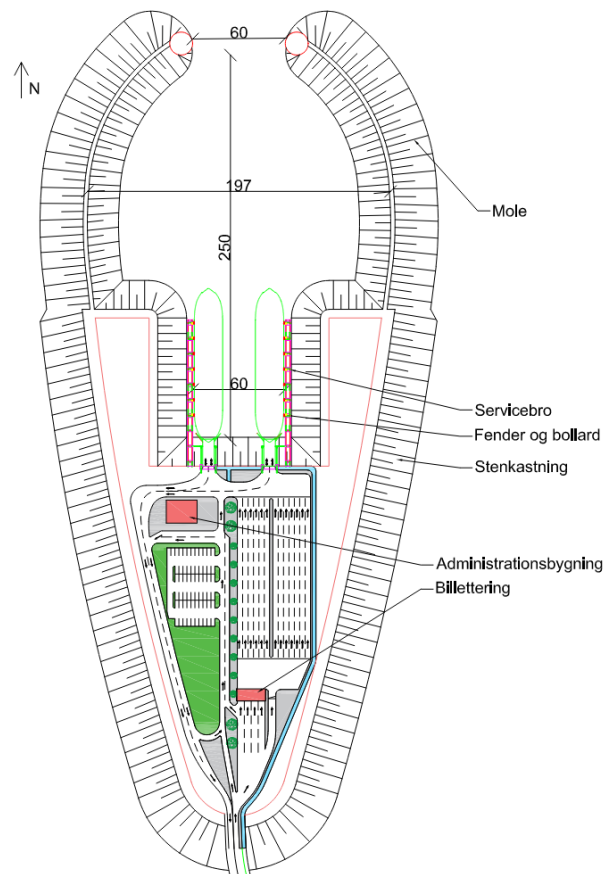 60
N
197
Mole
250
Servicebro
60
Fender og bollard
Stenkastning
Administrationsbygning
Billettering